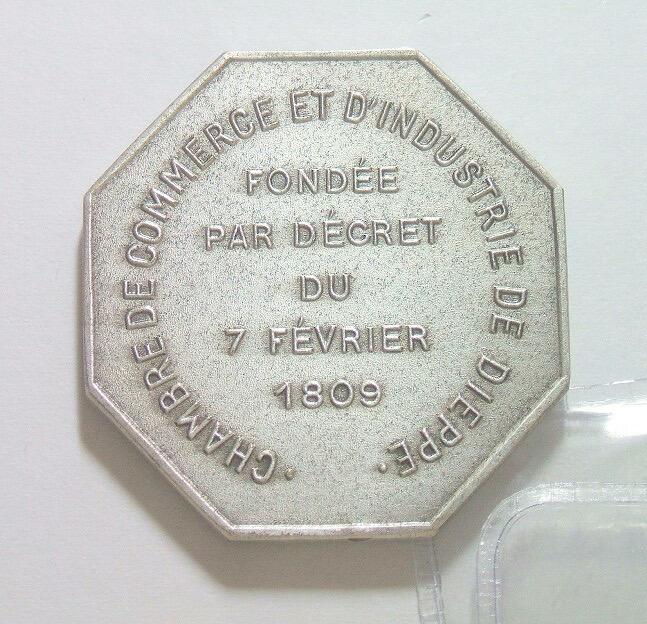 CHAMBRE DE COMMERCE ET D'INDUSTRIE DE DIEPPE
FONDÉE
PAR DÉCRET
DU
7 FÉVRIER
1809